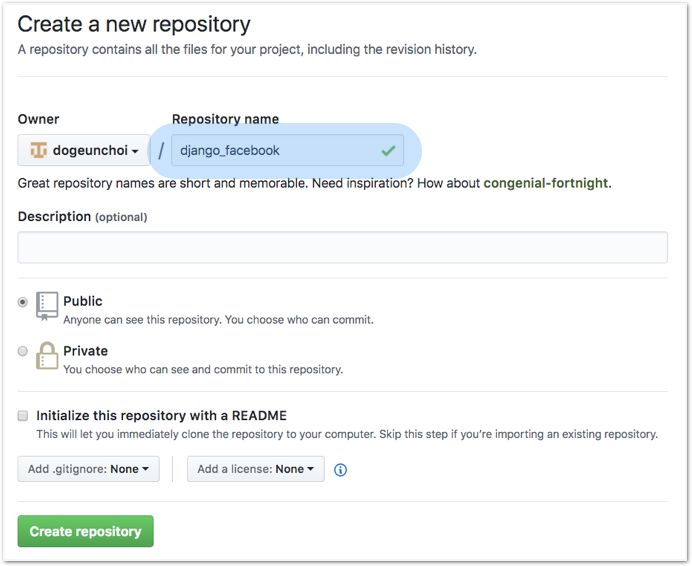 Create a new repository
A repository contains all the files for your project, including the revision history.
Owner
Repository name
dogeunchoi
/
django_facebook
Great repository names are short and memorable. Need inspiration? How about congenial-fortnight.
Description (optional)
Public
Anyone can see this repository. You choose who can commit.
Private
You choose who can see and commit to this repository.
Initialize this repository with a README
This will let you immediately clone the repository to your computer. Skip this step if you’re importing an existing repository.
Add .gitignore: None
Add a license: None
Create repository